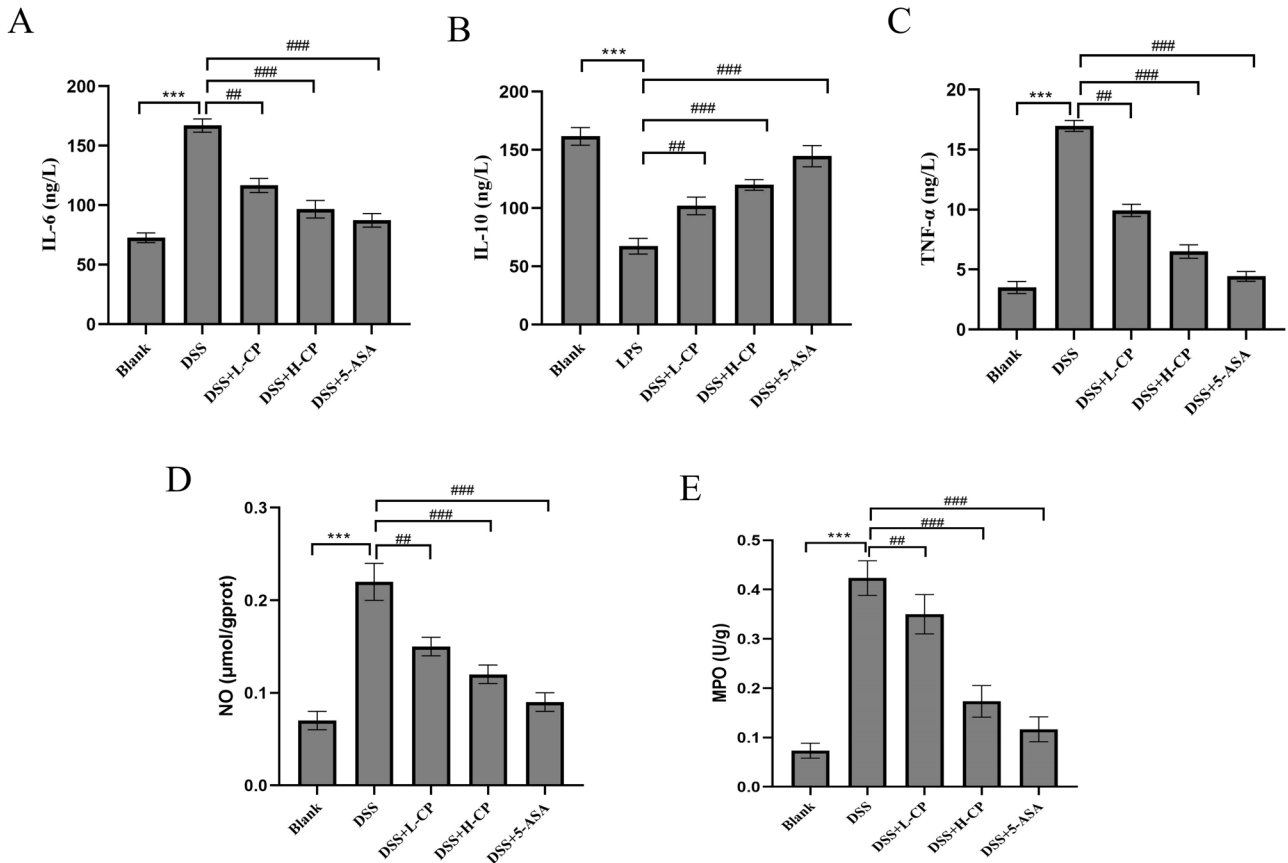 A
###
###
***
##
IL-6 (ng/L)
200
150
100
50
0
Blank
DSS
DSS+L-CP
DSS+H-CP
DSS+5-ASA
B
***
###
###
##
IL-10 (ng/L)
200
150
100
50
0
Blank
LPS
DSS+L-CP
DSS+H-CP
DSS+5-ASA
C
###
###
***
##
TNF-α (ng/L)
20
15
10
5
0
Blank
DSS
DSS+L-CP
DSS+H-CP
DSS+5-ASA
D
###
###
***
##
NO (μmol/gprot)
0.3
0.2
0.1
0.0
Blank
DSS
DSS+L-CP
DSS+H-CP
DSS+5-ASA
E
###
###
***
##
MPO (U/g)
0.5
0.4
0.3
0.2
0.1
0.0
Blank
DSS
DSS+L-CP
DSS+H-CP
DSS+5-ASA